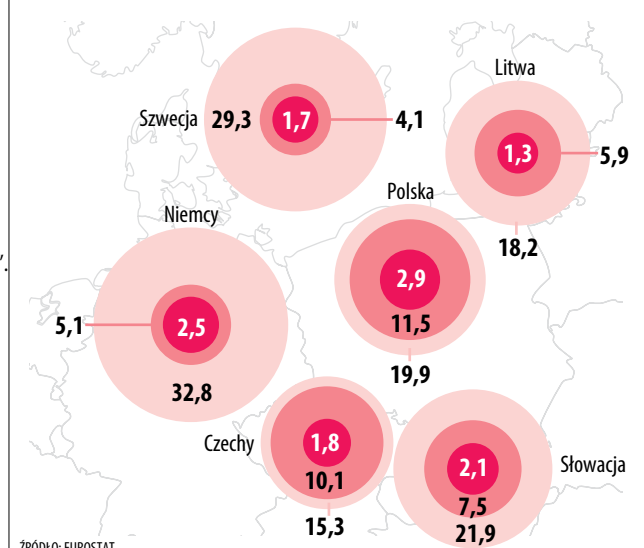 Litwa
Szwecja 29,3 1,7 4,1
1,3 5,9
Polska
Niemcy
18,2
”.
2,9
5,1 2,5 11,5
19,9
32,8
Czechy 1,8
2,1 Słowacja
10,1
7,5
15,3
21,9
ŹRÓDŁO: EUROSTAT